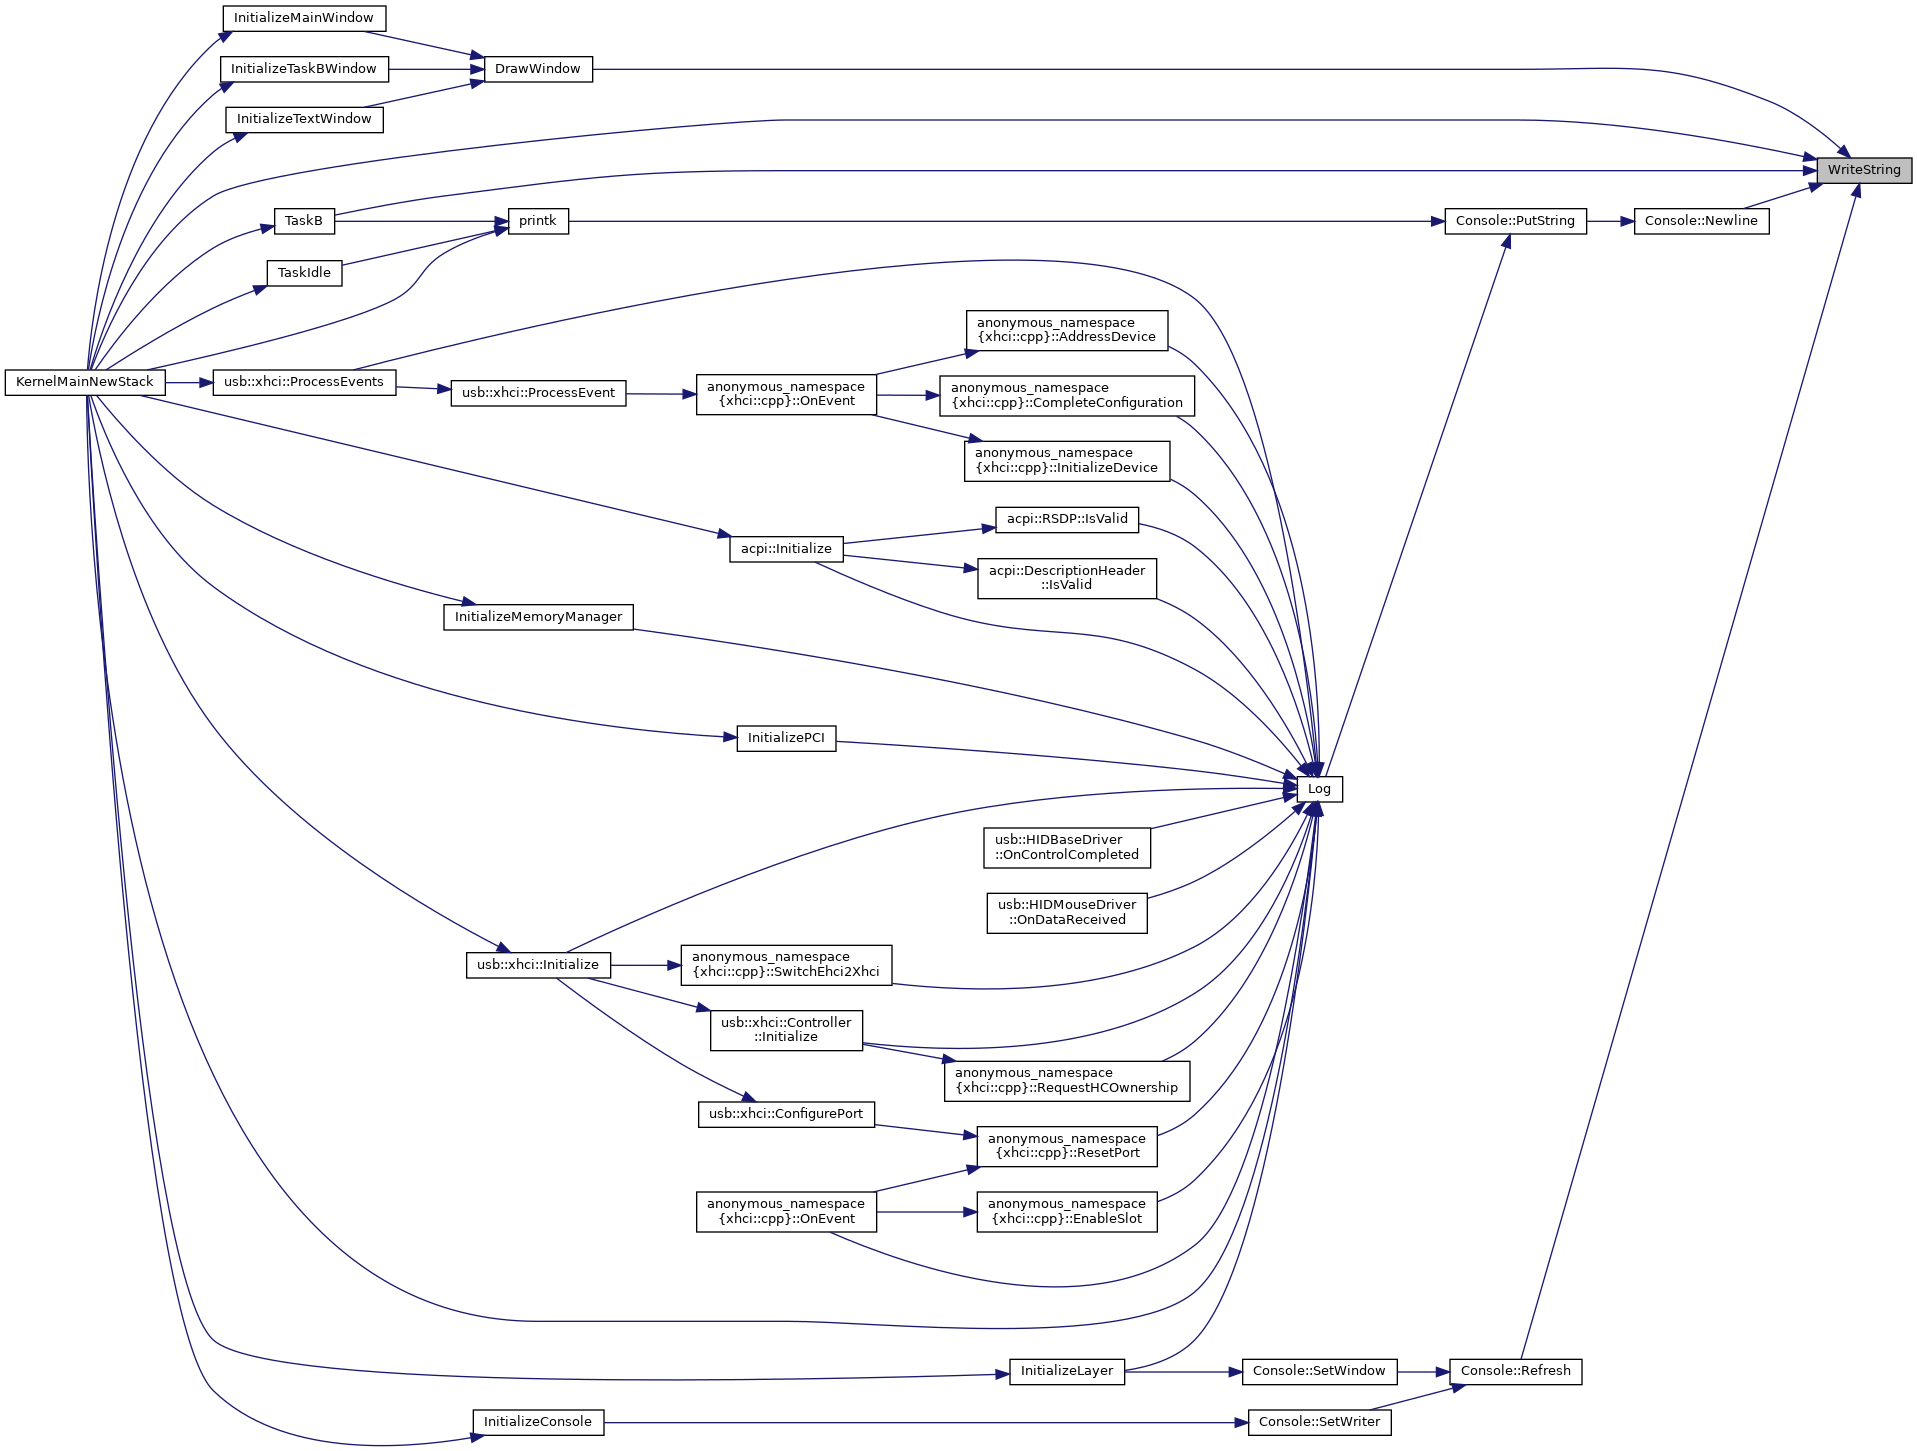 InitializeMainWindow
InitializeTaskBWindow
DrawWindow
InitializeTextWindow
WriteString
TaskB
printk
Console::PutString
Console::Newline
TaskIdle
anonymous_namespace
{xhci::cpp}::AddressDevice
KernelMainNewStack
usb::xhci::ProcessEvents
usb::xhci::ProcessEvent
anonymous_namespace
{xhci::cpp}::OnEvent
anonymous_namespace
{xhci::cpp}::CompleteConfiguration
anonymous_namespace
{xhci::cpp}::InitializeDevice
acpi::RSDP::IsValid
acpi::Initialize
acpi::DescriptionHeader
::IsValid
InitializeMemoryManager
InitializePCI
Log
usb::HIDBaseDriver
::OnControlCompleted
usb::HIDMouseDriver
::OnDataReceived
usb::xhci::Initialize
anonymous_namespace
{xhci::cpp}::SwitchEhci2Xhci
usb::xhci::Controller
::Initialize
anonymous_namespace
{xhci::cpp}::RequestHCOwnership
usb::xhci::ConfigurePort
anonymous_namespace
{xhci::cpp}::ResetPort
anonymous_namespace
{xhci::cpp}::OnEvent
anonymous_namespace
{xhci::cpp}::EnableSlot
InitializeLayer
Console::SetWindow
Console::Refresh
InitializeConsole
Console::SetWriter